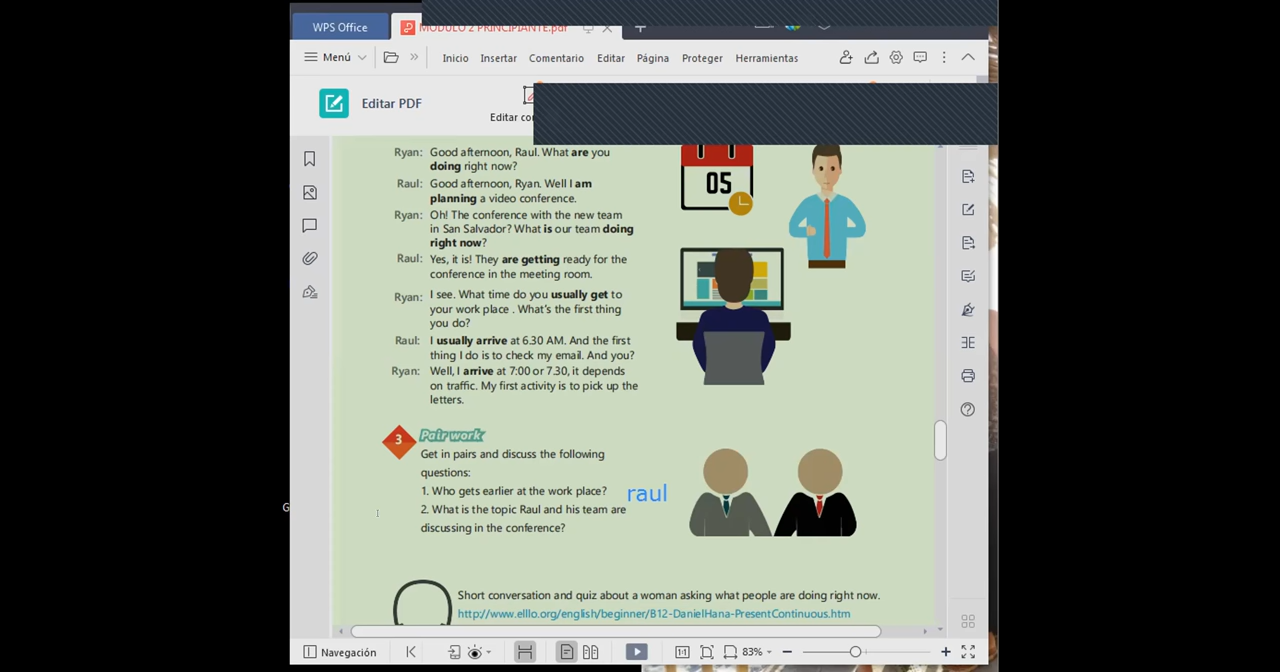 WPS Office
MODULO 2 PRINCIPIANTE.pdf
Menú
Inicio Insertar Comentario Editar Página Proteger Herramientas
Editar PDF
Ryan: Good afternoon, Raul. What are you
doing right now?
Raul: Good afternoon, Ryan. Well I am
planning a video conference.
Ryan: Oh! The conference with the new team
in San Salvador? What is our team doing
right now?
Raul: Yes, it is! They are getting ready for the
conference in the meeting room.
Ryan: I see. What time do you usually get to
your work place . What's the first thing
you do?
Raul: I usually arrive at 6.30 AM. And the first
thing I do is to check my email. And you?
Ryan: Well, I arrive at 7:00 or 7.30, it depends
on traffic. My first activity is to pick up the
letters.
05
3 Pair work
Get in pairs and discuss the following
questions:
1. Who gets earlier at the work place? raul
2. What is the topic Raul and his team are
discussing in the conference?
Short conversation and quiz about a woman asking what people are doing right now.
http://www.elllo.org/english/beginner/B12-DanielHana-PresentContinuous.htm
Navegación 83%